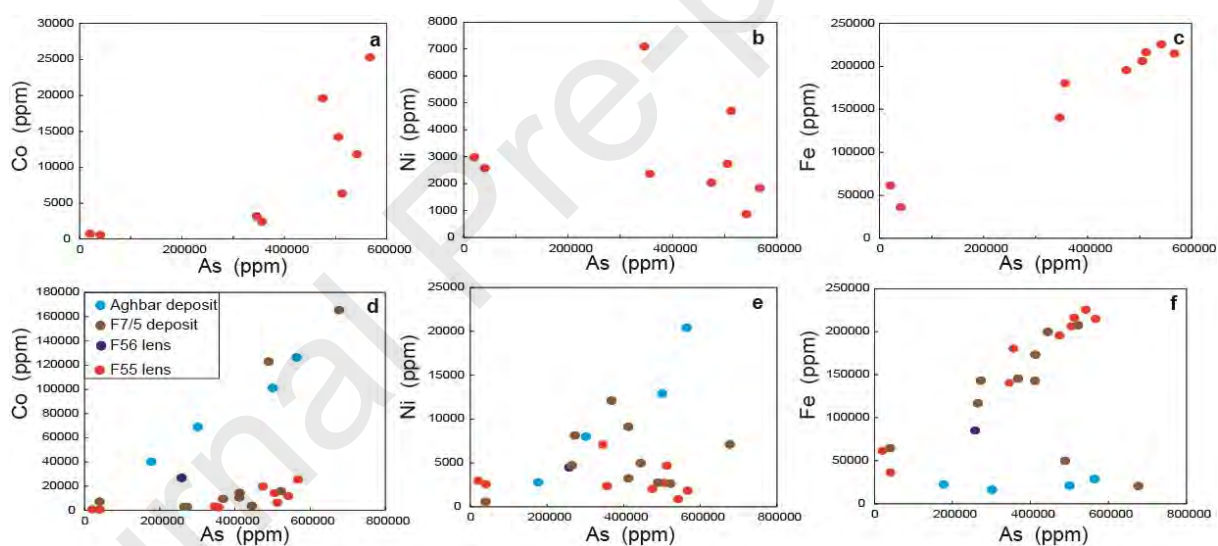 a
30000
25000
20000
15000
10000
5000
0
Co (ppm)
0 200000 400000 600000
As (ppm)
b
8000
7000
6000
5000
4000
3000
2000
1000
0
Ni (ppm)
0 200000 400000 600000
As (ppm)
c
250000
200000
150000
100000
50000
0
Fe (ppm)
0 200000 400000 600000
As (ppm)
d
180000
160000
140000
120000
100000
80000
60000
40000
20000
0
Co (ppm)
Aghbar deposit
F7/5 deposit
F56 lens
F55 lens
0 200000 400000 600000 800000
As (ppm)
e
25000
20000
15000
10000
5000
0
Ni (ppm)
0 200000 400000 600000 800000
As (ppm)
f
250000
200000
150000
100000
50000
0
Fe (ppm)
0 200000 400000 600000 800000
As (ppm)
urnal Pre-p